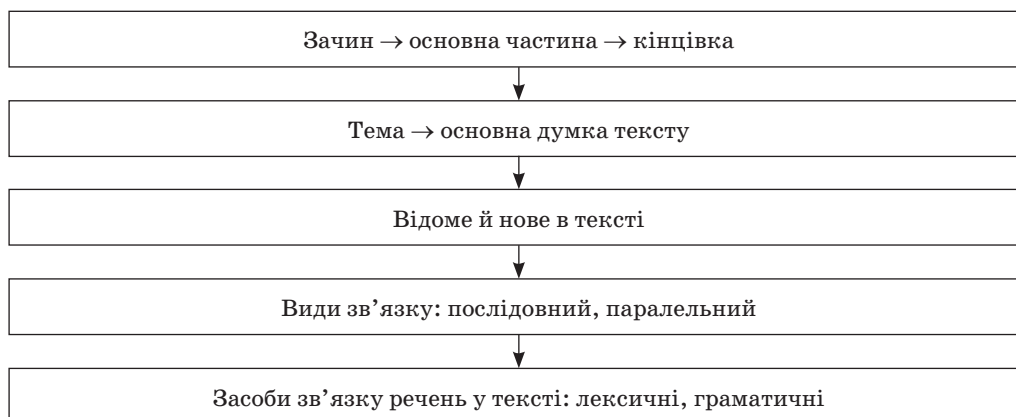 Зачин → основна частина → кінцівка
Тема → основна думка тексту
Відоме й нове в тексті
Види зв’язку: послідовний, паралельний
Засоби зв’язку речень у тексті: лексичні, граматичні